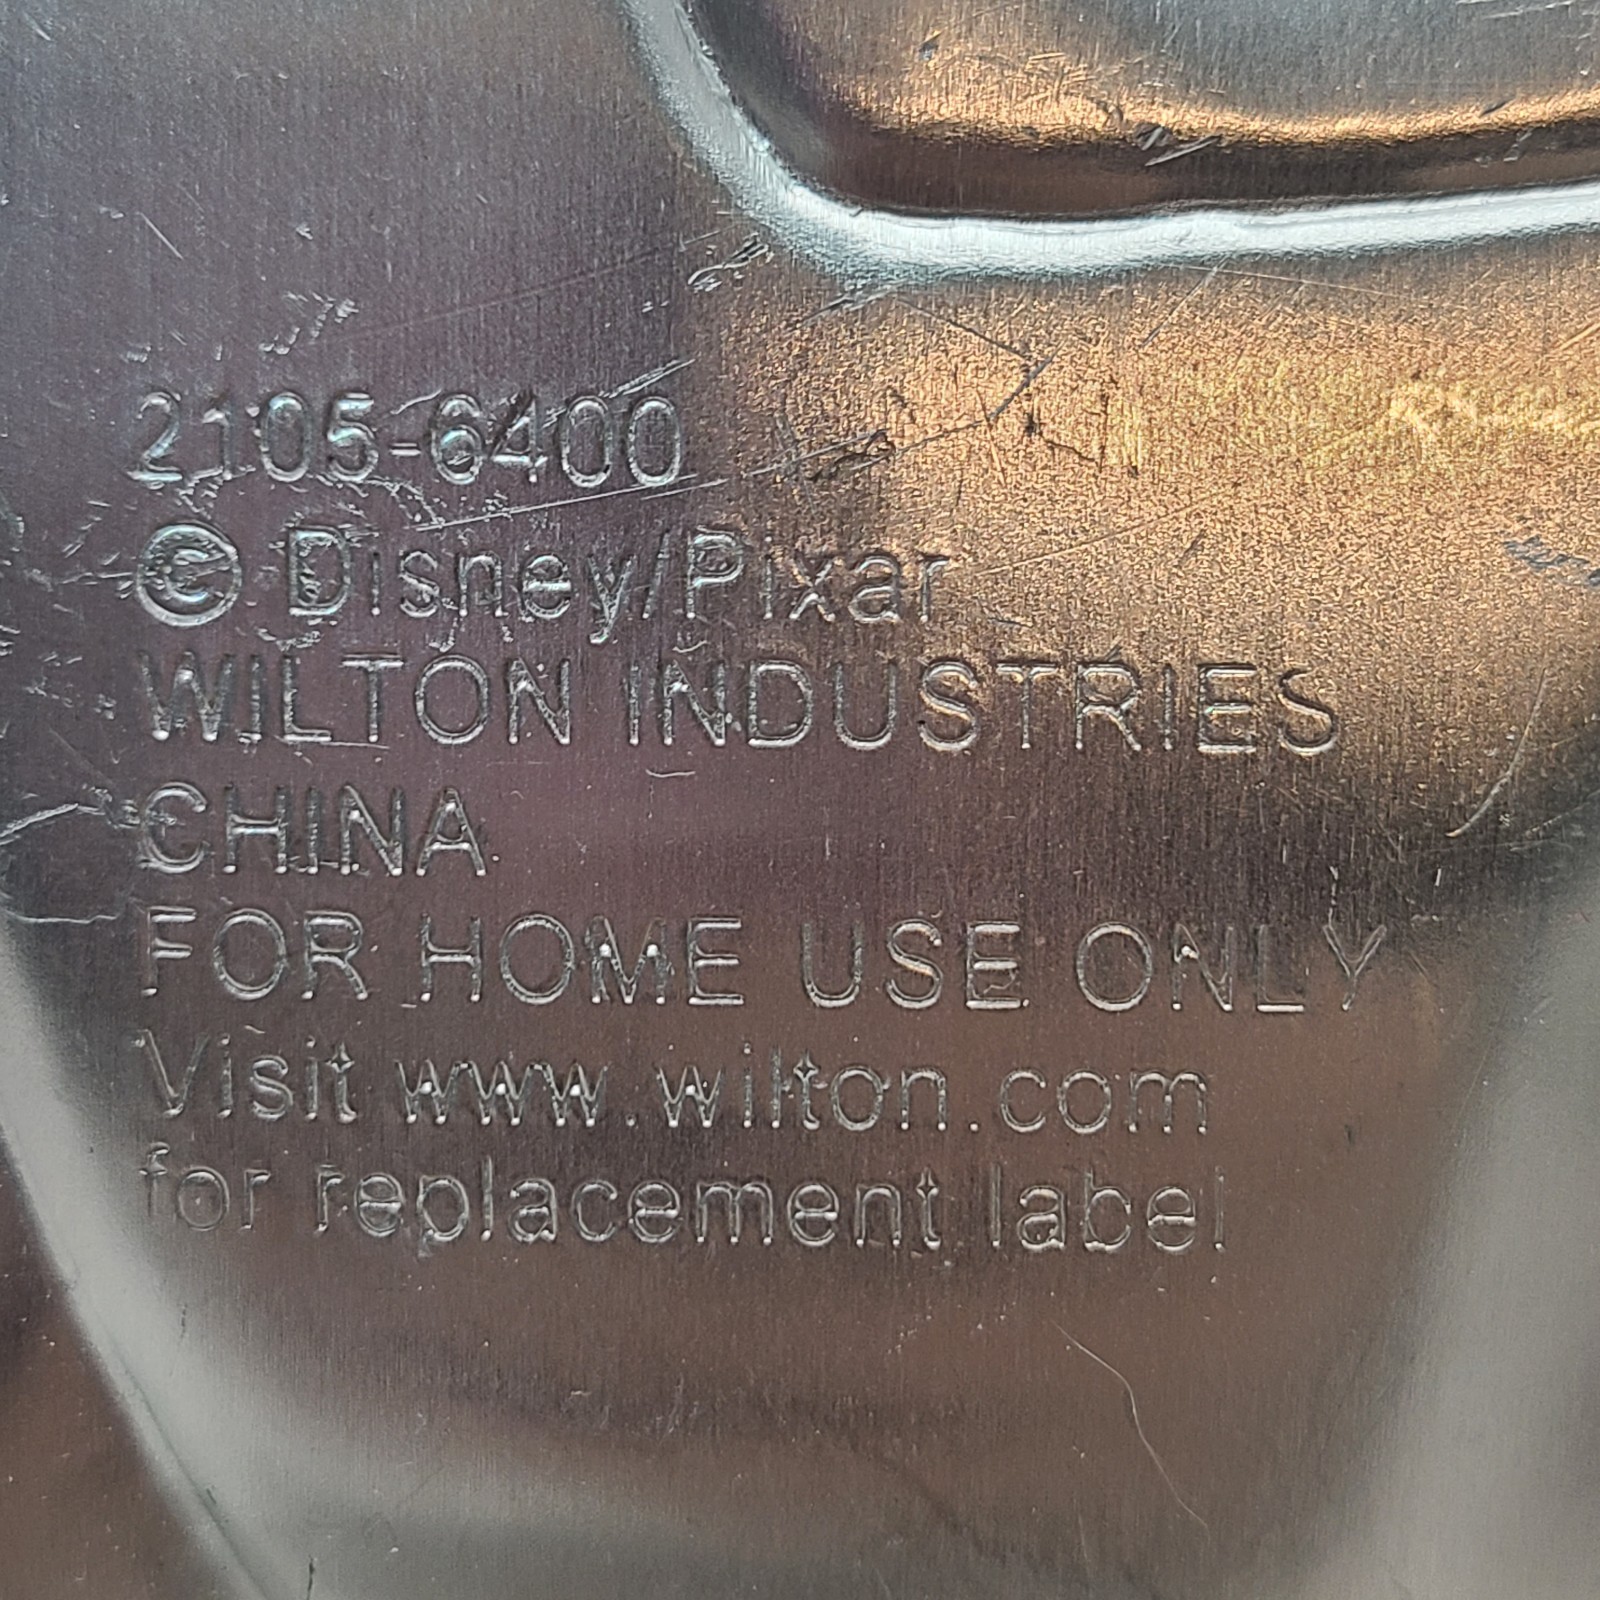 2105-6400
© Disney/Pixar
WILTON INDUSTRIES
CHINA
FOR HOME USE ONLY
Visit www.wilton.com
for replacement label